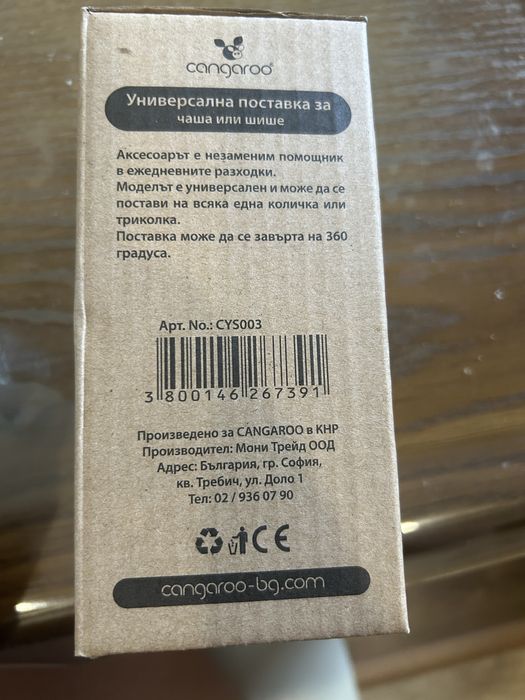 cangaroo®
Универсална поставка за
чаша или шише
Аксесоарът е незаменим помощник
в ежедневните разходки.
Моделът е универсален и може да се
постави на всяка една количка или
триколка.
Поставка може да се завърта на 360
градуса.
Арт. No.: CYS003
3 800146 267391
Произведено за CANGAROO в КНР
Производител: Мони Трейд ООД
Адрес: България, гр. София,
кв. Требич, ул. Доло 1
Тел: 02 / 936 07 90
CE
cangaroo-bg.com